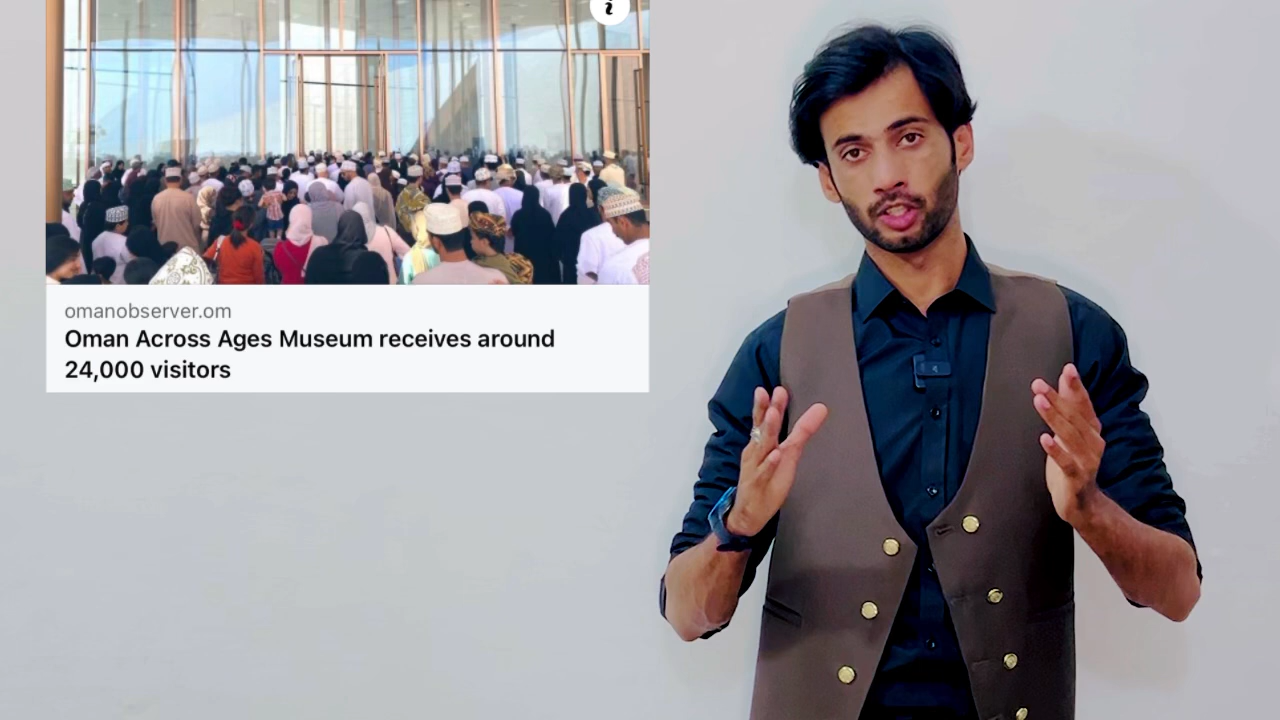 omanobserver.om
Oman Across Ages Museum receives around
24,000 visitors